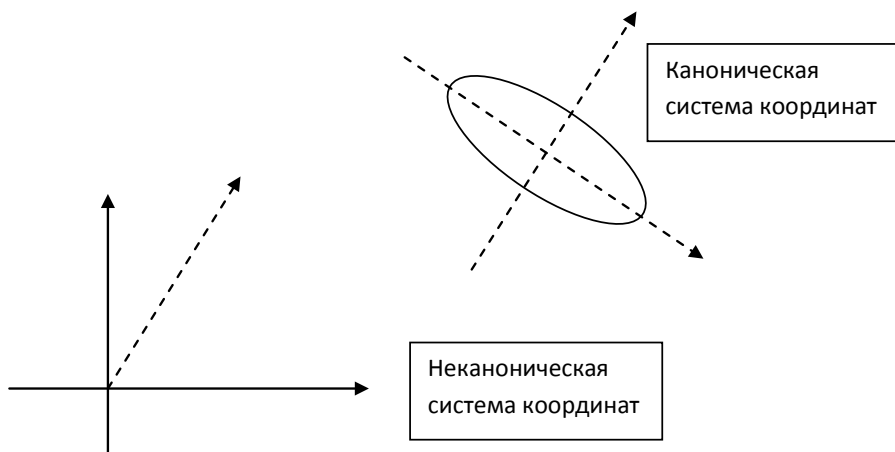 Каноническая
система координат
Неканоническая
система координат